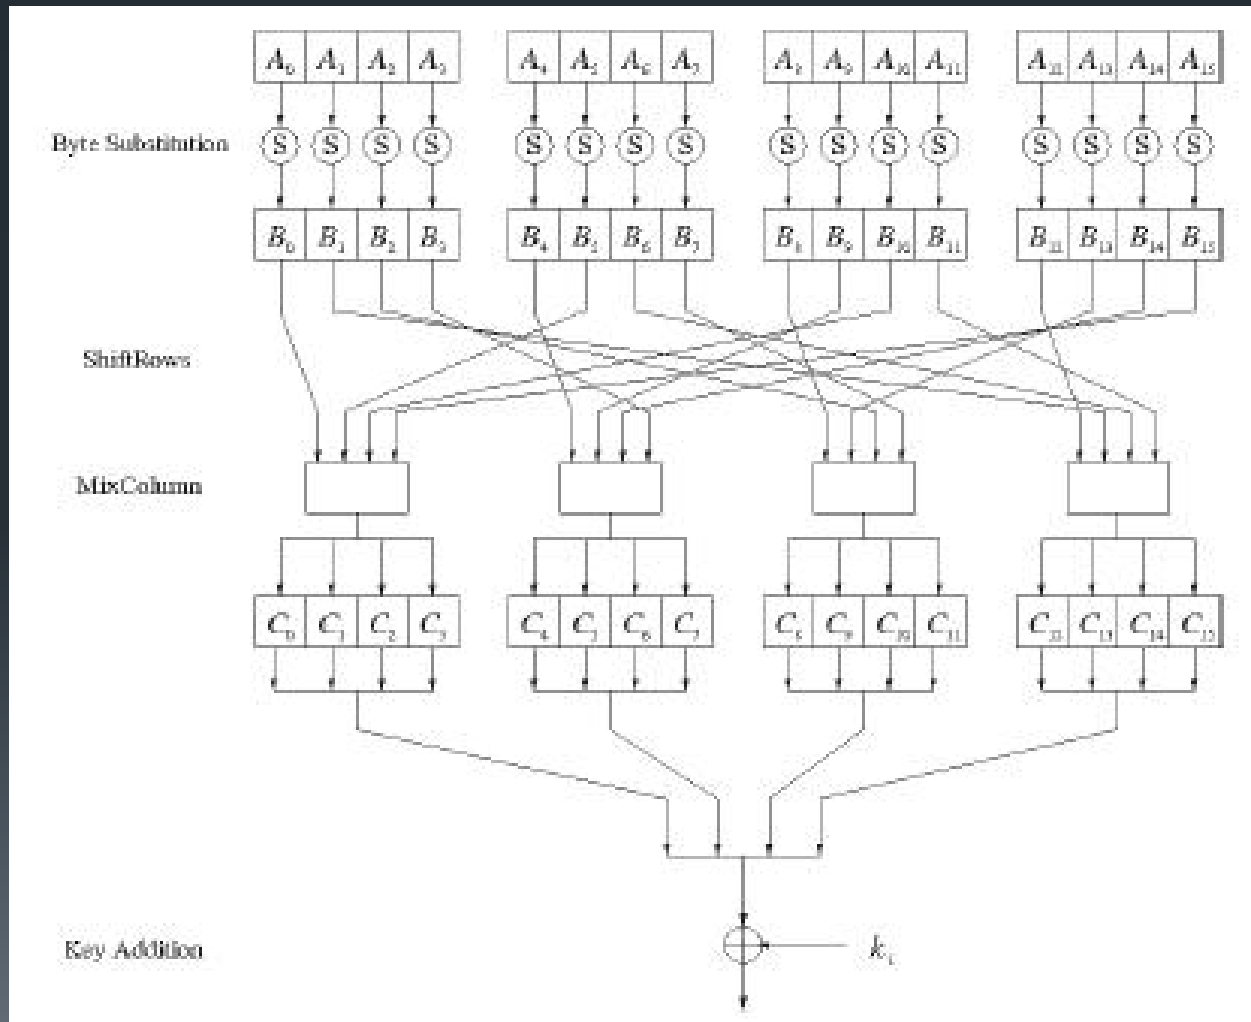 A₀ A₁ A₂ A₃ A₄ A₅ A₆ A₇ A₈ A₉ A₁₀ A₁₁ A₁₂ A₁₃ A₁₄ A₁₅
Byte Substitution S S S S S S S S S S S S S S S S
B₀ B₁ B₂ B₃ B₄ B₅ B₆ B₇ B₈ B₉ B₁₀ B₁₁ B₁₂ B₁₃ B₁₄ B₁₅
ShiftRows
MixColumn
C₀ C₁ C₂ C₃ C₄ C₅ C₆ C₇ C₈ C₉ C₁₀ C₁₁ C₁₂ C₁₃ C₁₄ C₁₅
Key Addition kᵢ